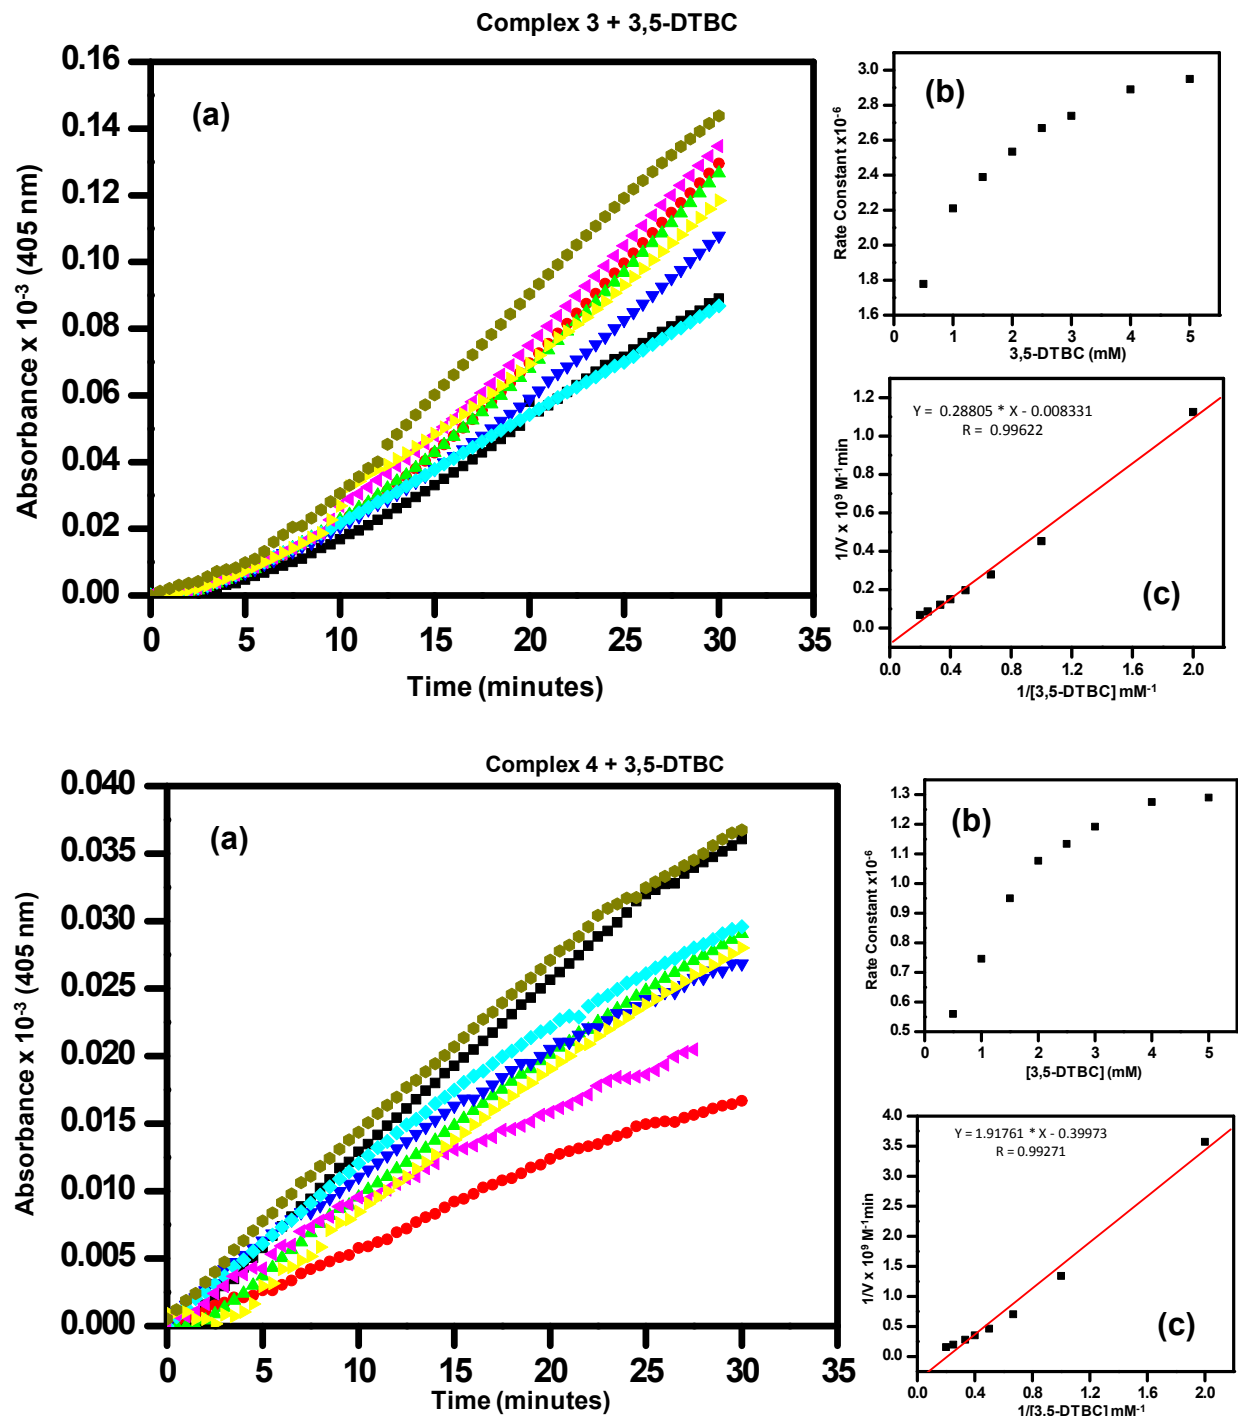 Complex 3 + 3,5-DTBC
(a)
Absorbance x 10⁻³ (405 nm)
0.16
0.14
0.12
0.10
0.08
0.06
0.04
0.02
0.00
0 5 10 15 20 25 30 35
Time (minutes)
(b)
Rate Constant x10⁻⁶
3.0
2.8
2.6
2.4
2.2
2.0
1.8
1.6
0 1 2 3 4 5
3,5-DTBC (mM)
1/V x 10⁹ M⁻¹min
1.2
1.0
0.8
0.6
0.4
0.2
0.0
Y = 0.28805 * X - 0.008331
R = 0.99622
(c)
0.0 0.4 0.8 1.2 1.6 2.0
1/[3,5-DTBC] mM⁻¹
Complex 4 + 3,5-DTBC
(a)
Absorbance x 10⁻³ (405 nm)
0.040
0.035
0.030
0.025
0.020
0.015
0.010
0.005
0.000
0 5 10 15 20 25 30 35
Time (minutes)
(b)
Rate Constant x10⁻⁶
1.3
1.2
1.1
1.0
0.9
0.8
0.7
0.6
0.5
0 1 2 3 4 5
[3,5-DTBC] (mM)
1/V x 10⁹ M⁻¹min
4.0
3.5
3.0
2.5
2.0
1.5
1.0
0.5
0.0
Y = 1.91761 * X - 0.39973
R = 0.99271
(c)
0.0 0.4 0.8 1.2 1.6 2.0
1/[3,5-DTBC] mM⁻¹